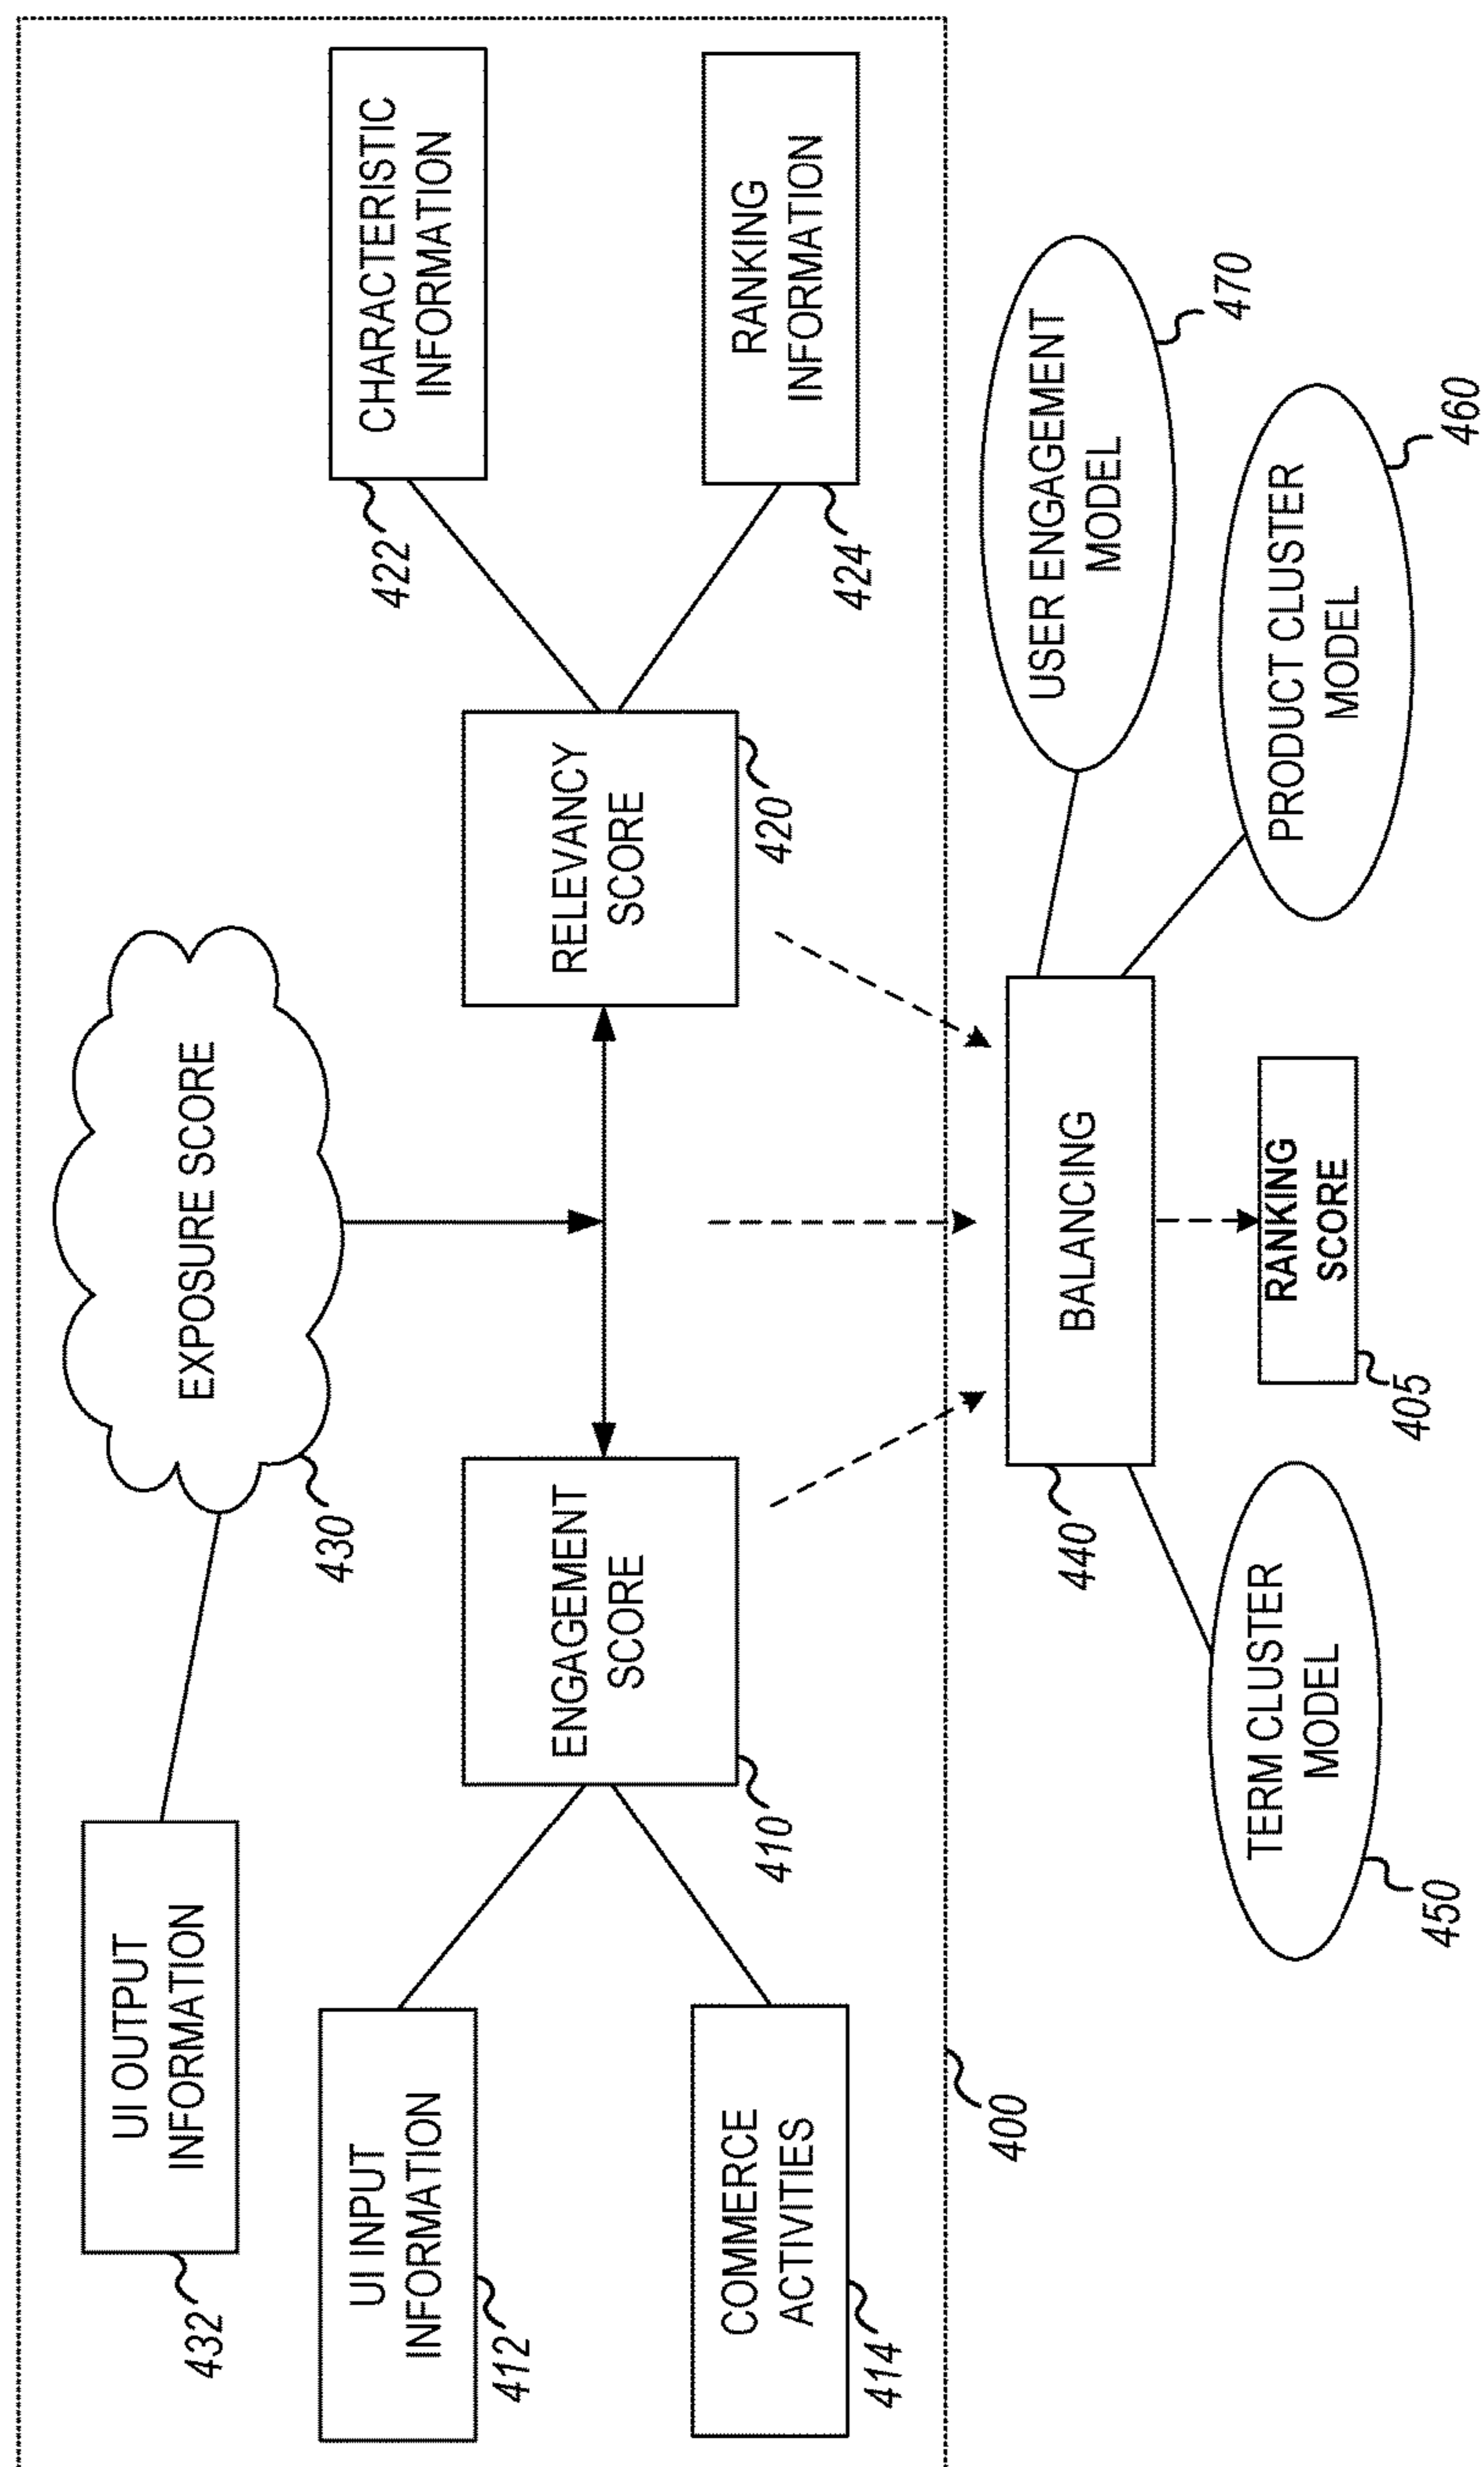 UI OUTPUT
INFORMATION
432
EXPOSURE SCORE
430
UI INPUT
INFORMATION
412
ENGAGEMENT
SCORE
410
RELEVANCY
SCORE
420
CHARACTERISTIC
INFORMATION
422
COMMERCE
ACTIVITIES
414
RANKING
INFORMATION
424
400
BALANCING
440
USER ENGAGEMENT
MODEL
470
TERM CLUSTER
MODEL
450
RANKING
SCORE
405
PRODUCT CLUSTER
MODEL
460